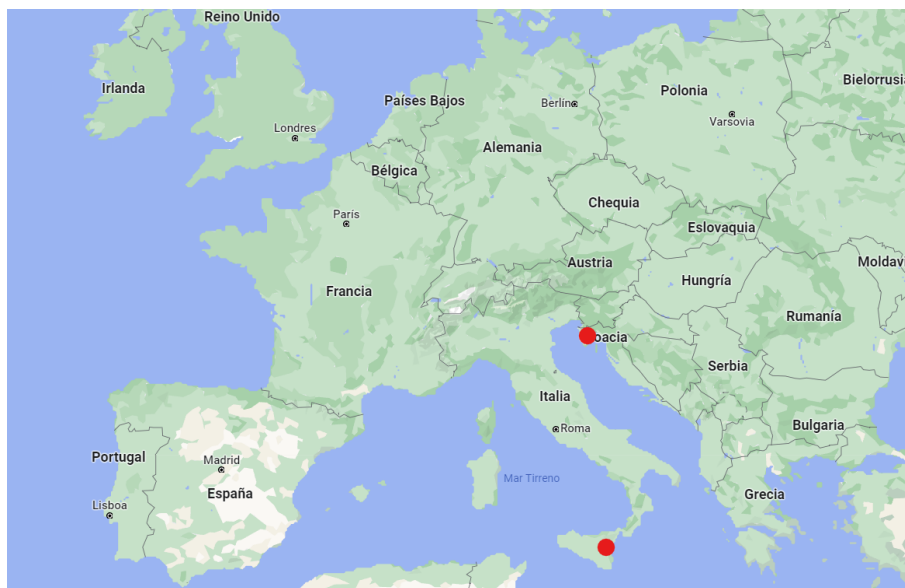 Reino Unido
Irlanda
Londres
Países Bajos
Berlín
Polonia
Bielorrusia
Varsovia
Alemania
Bélgica
París
Chequia
Eslovaquia
Austria
Hungría
Moldav
Francia
Rumanía
oacia
Serbia
Italia
Roma
Bulgaria
Portugal
Madrid
España
Mar Tirreno
Grecia
Lisboa